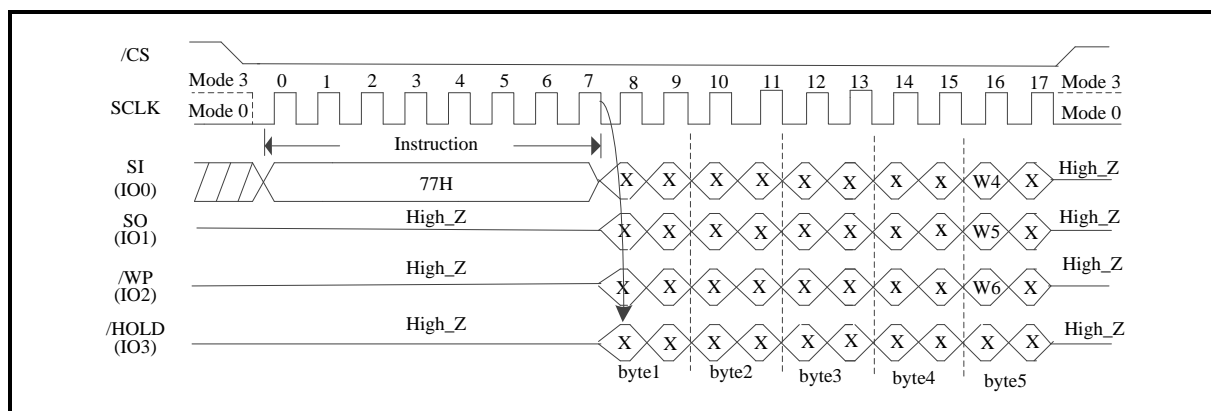 /CS
Mode 3 0 1 2 3 4 5 6 7 8 9 10 11 12 13 14 15 16 17 Mode 3
SCLK Mode 0 Mode 0
Instruction
SI
(IO0) 77H X X X X X X X X W4 X High_Z
SO
(IO1) High_Z X X X X X X X X W5 X High_Z
/WP
(IO2) High_Z X X X X X X X X W6 X High_Z
/HOLD
(IO3) High_Z X X X X X X X X X X High_Z
byte1 byte2 byte3 byte4 byte5